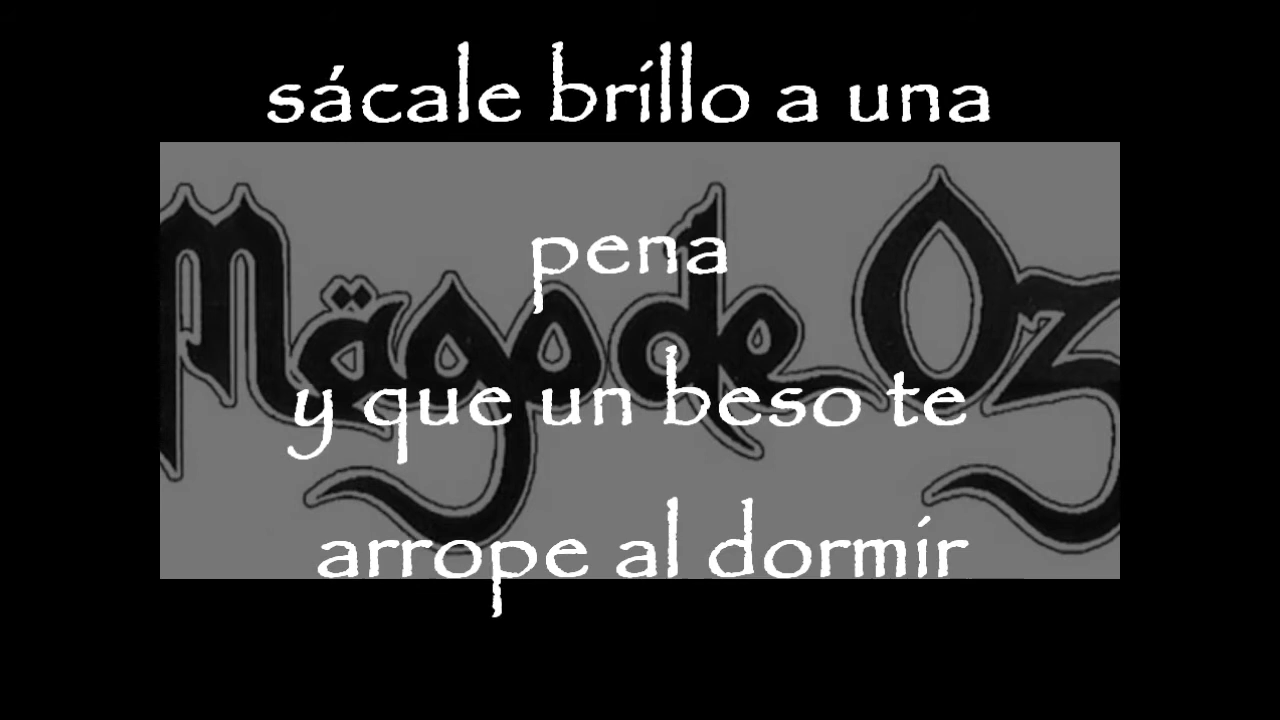 sácale brillo a una
pena
Mägo de Oz
y que un beso te
arrope al dormir